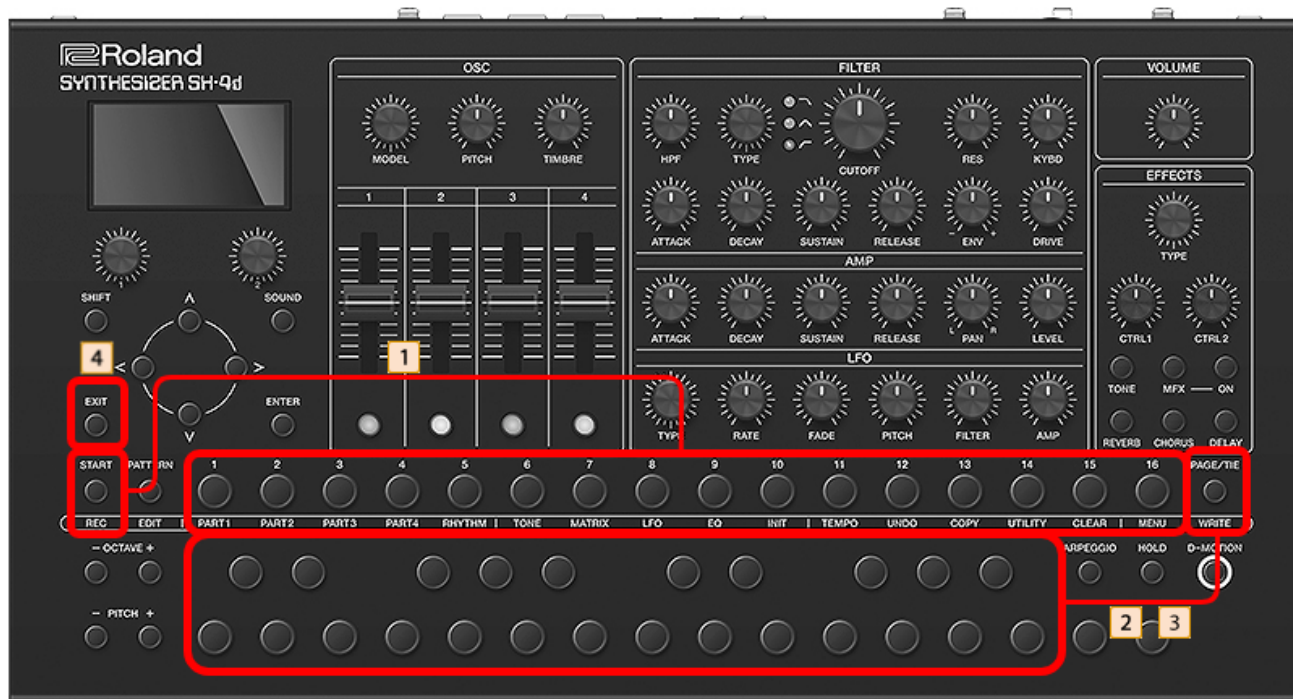 Roland
SYNTHESIZER SH-4d
OSC
MODEL PITCH TIMBRE
1 2 3 4
FILTER
HPF TYPE CUTOFF RES KYBD
ATTACK DECAY SUSTAIN RELEASE - ENV + DRIVE
AMP
ATTACK DECAY SUSTAIN RELEASE L PAN R LEVEL
LFO
TYPE RATE FADE PITCH FILTER AMP
VOLUME
EFFECTS
TYPE
CTRL1 CTRL2
TONE MFX ON
REVERB CHORUS DELAY
1 2
SHIFT SOUND
4
1
EXIT ENTER
START PATTERN 1 2 3 4 5 6 7 8 9 10 11 12 13 14 15 16 PAGE/TIE
REC EDIT PART1 PART2 PART3 PART4 RHYTHM TONE MATRIX LFO EQ INIT TEMPO UNDO COPY UTILITY CLEAR MENU WRITE
- OCTAVE + ARPEGGIO HOLD D-MOTION
- PITCH +
2 3